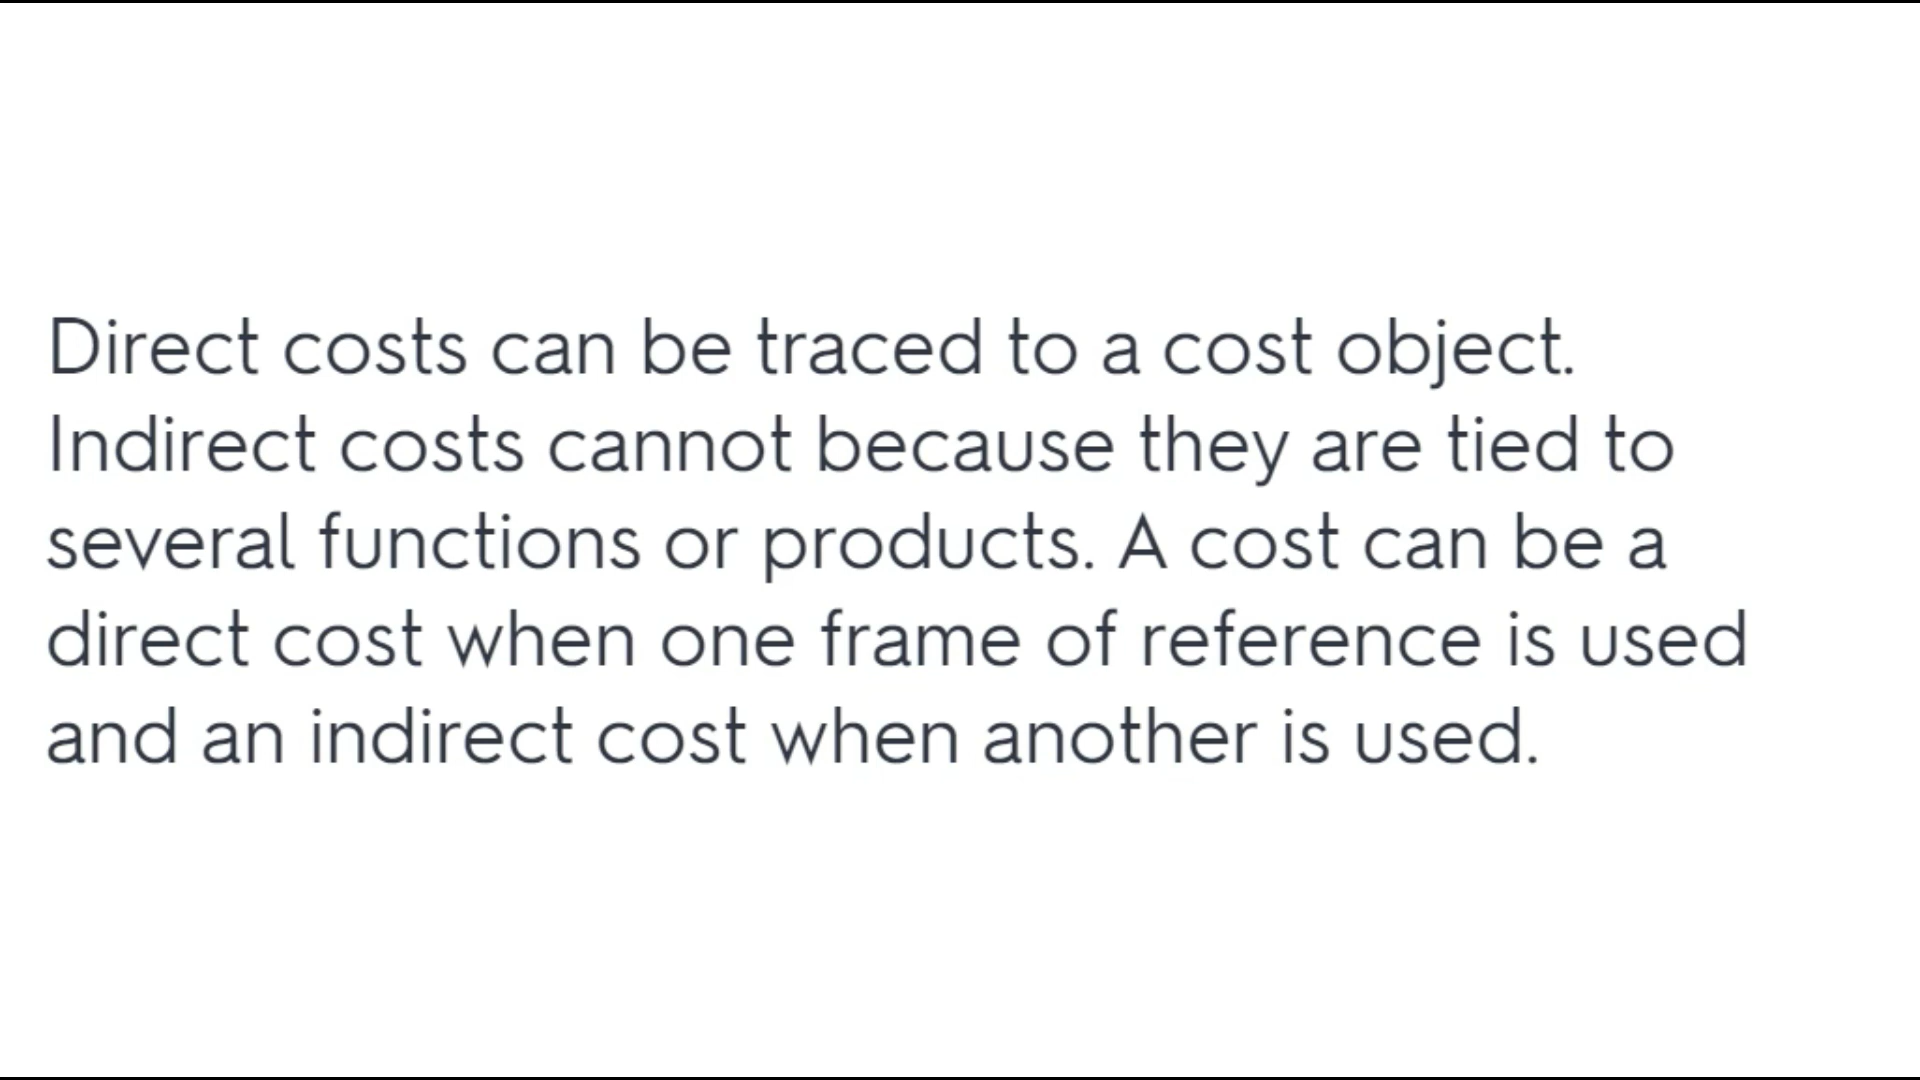 Direct costs can be traced to a cost object.
Indirect costs cannot because they are tied to
several functions or products. A cost can be a
direct cost when one frame of reference is used
and an indirect cost when another is used.